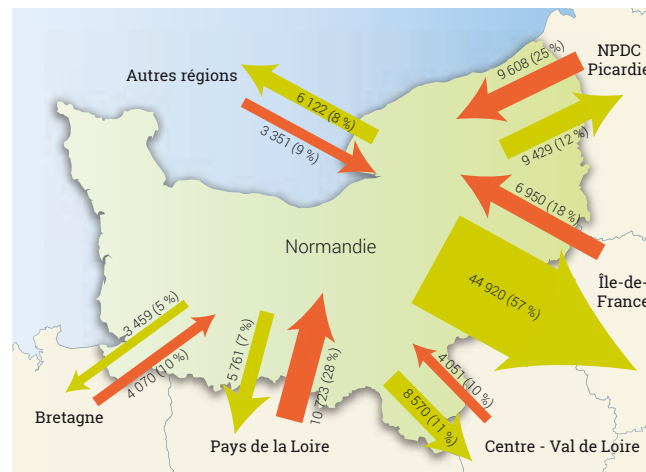 NPDC
Picardie
Autres régions
9 608 (25 %)
6 122 (8 %)
3 351 (9 %)
9 429 (12 %)
6 950 (18 %)
Normandie
Île-de-
France
44 920 (57 %)
3 459 (5 %)
4 070 (10 %)
5 761 (7 %)
10 723 (28 %)
4 051 (10 %)
8 570 (11 %)
Bretagne
Pays de la Loire
Centre - Val de Loire